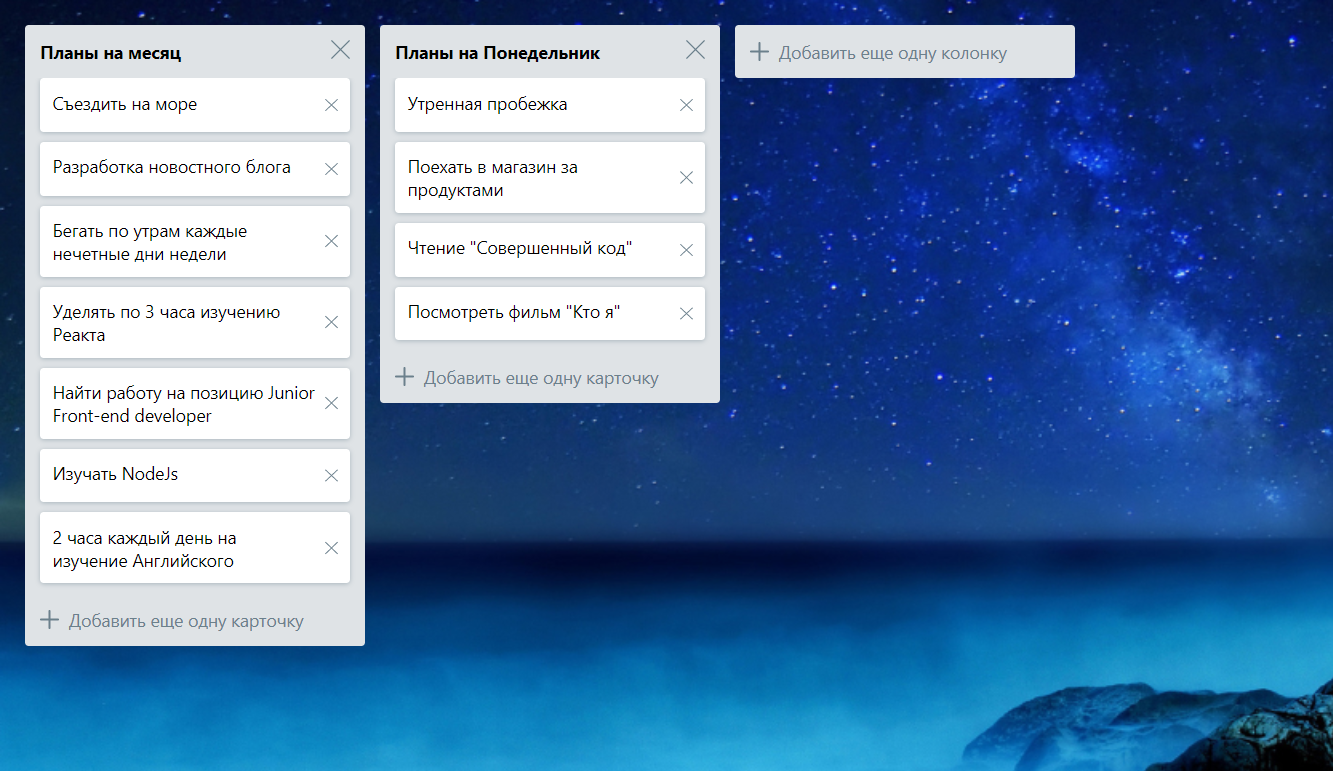 Планы на месяц
Съездить на море
Разработка новостного блога
Бегать по утрам каждые
нечетные дни недели
Уделять по 3 часа изучению
Реакта
Найти работу на позицию Junior
Front-end developer
Изучать NodeJs
2 часа каждый день на
изучение Английского
Добавить еще одну карточку
Планы на Понедельник
Утренная пробежка
Поехать в магазин за
продуктами
Чтение "Совершенный код"
Посмотреть фильм "Кто я"
Добавить еще одну карточку
Добавить еще одну колонку